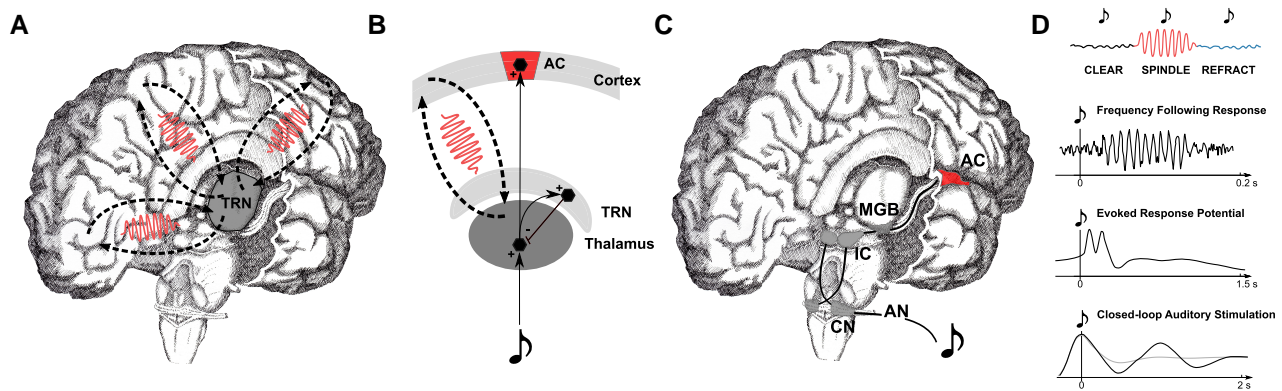 A
TRN
B
AC
+
Cortex
+
TRN
-
Thalamus
+
C
AC
MGB
IC
AN
CN
D
CLEAR SPINDLE REFRACT
Frequency Following Response
0 0.2 s
Evoked Response Potential
0 1.5 s
Closed-loop Auditory Stimulation
0 2 s